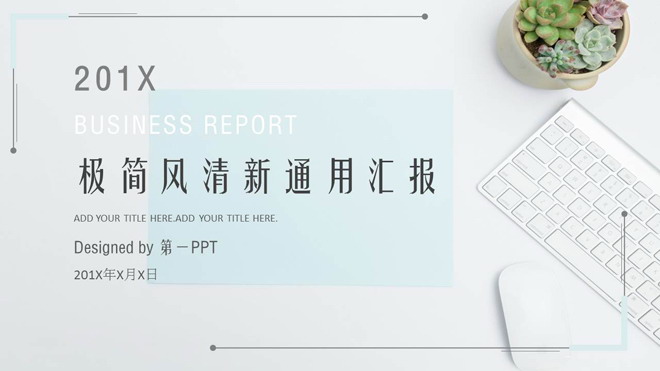 201X
BUSINESS REPORT
极简风清新通用汇报
ADD YOUR TITLE HERE.ADD YOUR TITLE HERE.
Designed by 第一PPT
201X年X月X日